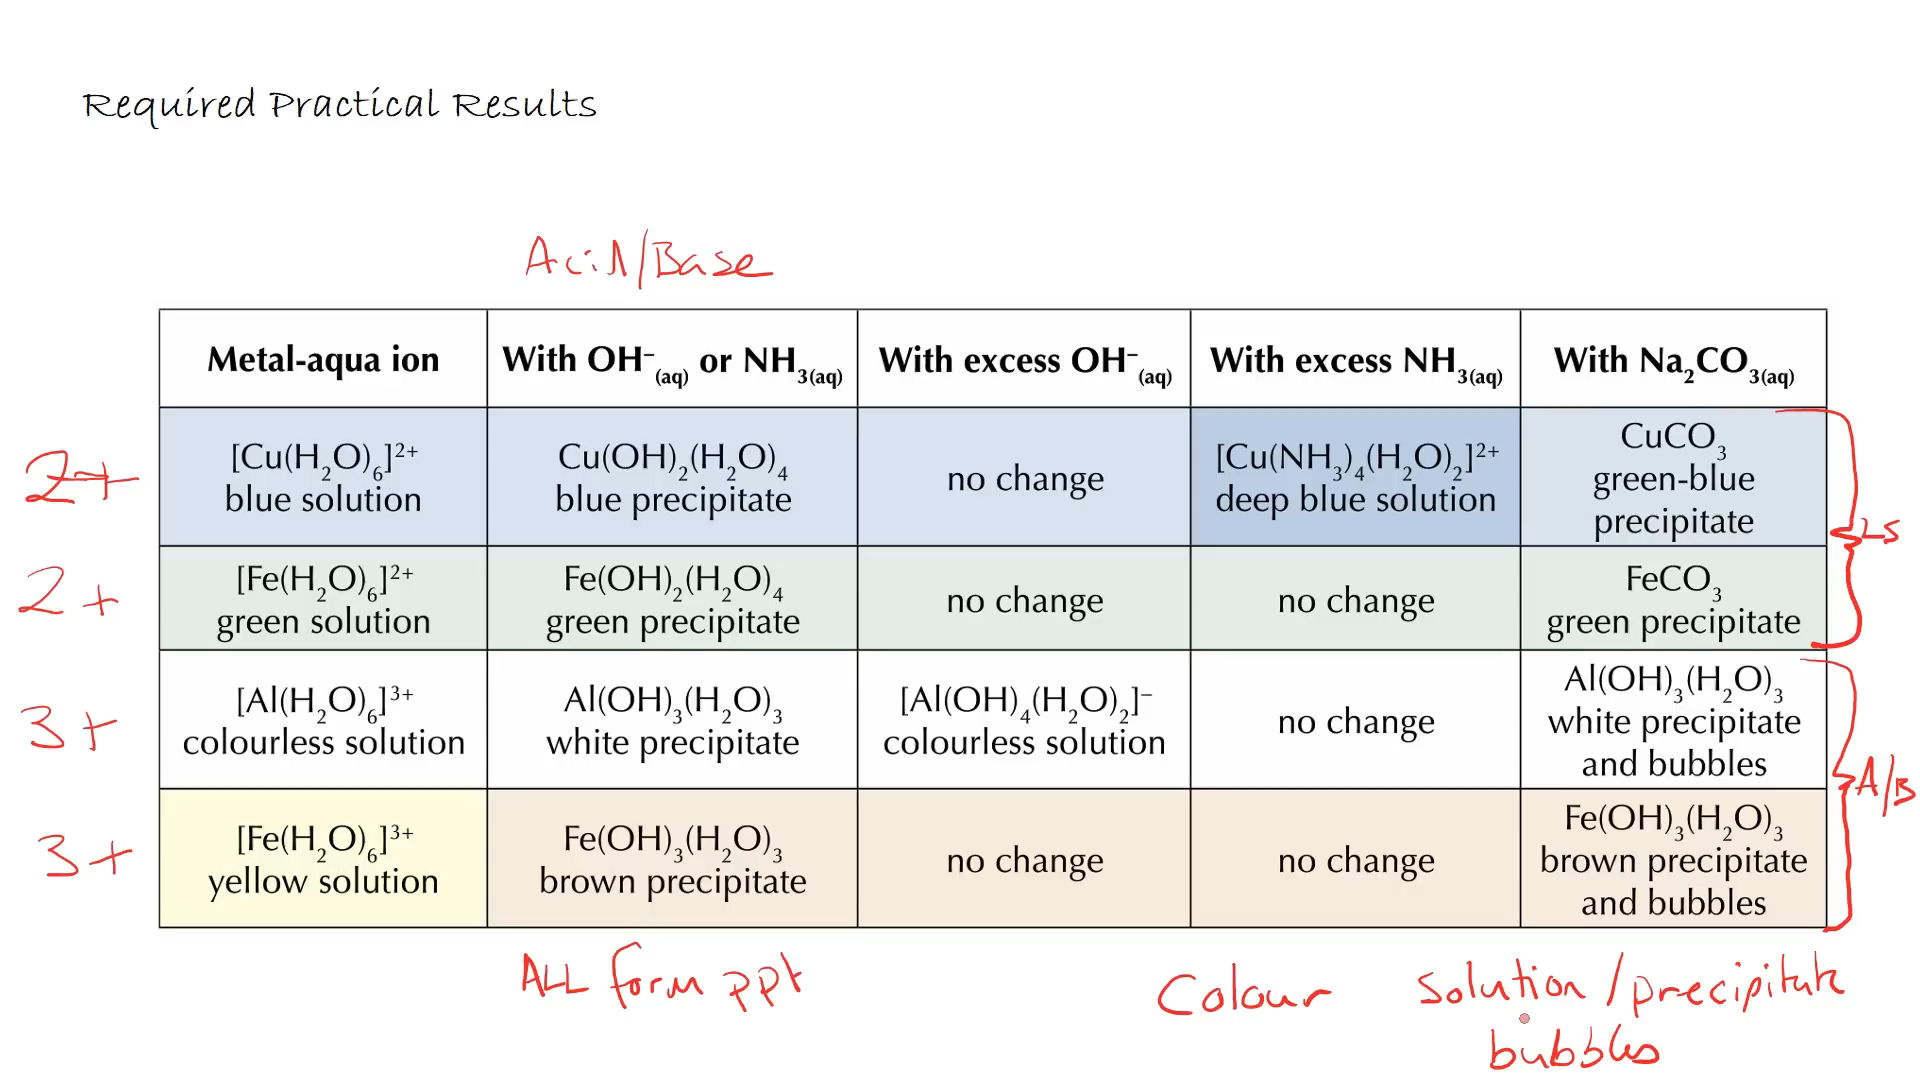 Required Practical Results
Acid/Base
Metal-aqua ion
With OH⁻(aq) or NH₃(aq)
With excess OH⁻(aq)
With excess NH₃(aq)
With Na₂CO₃(aq)
2+
[Cu(H₂O)₆]²⁺
blue solution
Cu(OH)₂(H₂O)₄
blue precipitate
no change
[Cu(NH₃)₄(H₂O)₂]²⁺
deep blue solution
CuCO₃
green-blue
precipitate
LS
2+
[Fe(H₂O)₆]²⁺
green solution
Fe(OH)₂(H₂O)₄
green precipitate
no change
no change
FeCO₃
green precipitate
3+
[Al(H₂O)₆]³⁺
colourless solution
Al(OH)₃(H₂O)₃
white precipitate
[Al(OH)₄(H₂O)₂]⁻
colourless solution
no change
Al(OH)₃(H₂O)₃
white precipitate
and bubbles
A/B
3+
[Fe(H₂O)₆]³⁺
yellow solution
Fe(OH)₃(H₂O)₃
brown precipitate
no change
no change
Fe(OH)₃(H₂O)₃
brown precipitate
and bubbles
ALL form ppt
Colour
Solution/precipitate
bubbles